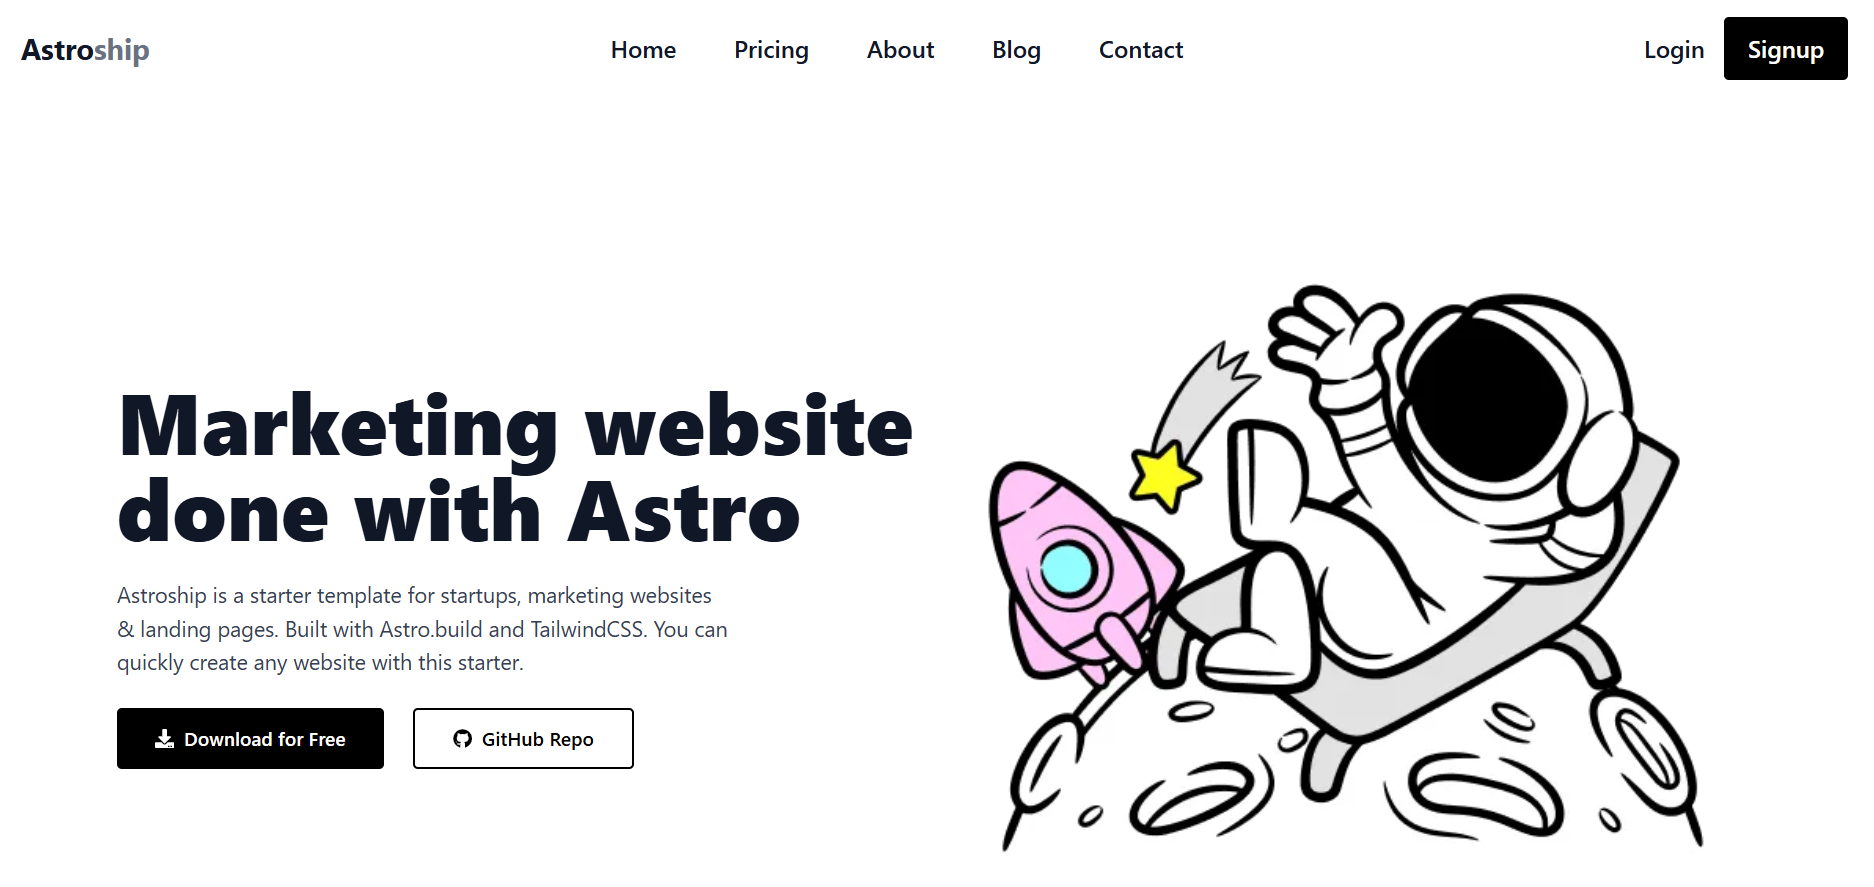 Astroship
Home
Pricing
About
Blog
Contact
Login
Signup
Marketing website
done with Astro
Astroship is a starter template for startups, marketing websites
& landing pages. Built with Astro.build and TailwindCSS. You can
quickly create any website with this starter.
Download for Free
GitHub Repo